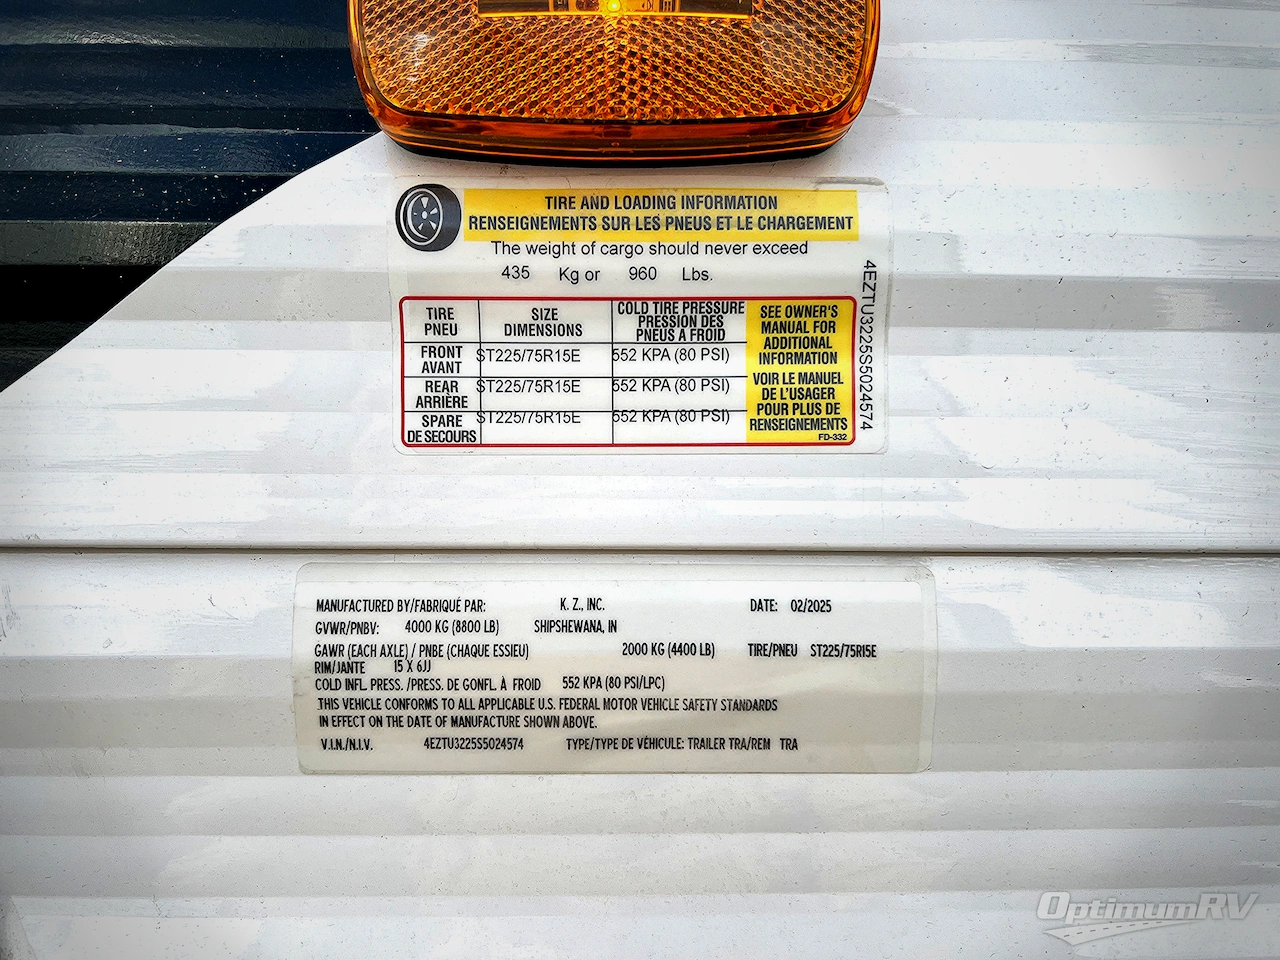 TIRE AND LOADING INFORMATION
RENSEIGNEMENTS SUR LES PNEUS ET LE CHARGEMENT
The weight of cargo should never exceed
435 Kg or 960 Lbs.
TIRE PNEU SIZE DIMENSIONS COLD TIRE PRESSURE PRESSION DES PNEUS A FROID
FRONT AVANT ST225/75R15E 552 KPA (80 PSI)
REAR ARRIÈRE ST225/75R15E 552 KPA (80 PSI)
SPARE DE SECOURS ST225/75R15E 552 KPA (80 PSI)
SEE OWNER'S
MANUAL FOR
ADDITIONAL
INFORMATION
VOIR LE MANUEL
DE L'USAGER
POUR PLUS DE
RENSEIGNEMENTS
FD-332
4EZTU3225S5024574
MANUFACTURED BY/FABRIQUÉ PAR: K. Z., INC. DATE: 02/2025
GVWR/PNBV: 4000 KG (8800 LB) SHIPSHEWANA, IN
GAWR (EACH AXLE) / PNBE (CHAQUE ESSIEU) 2000 KG (4400 LB) TIRE/PNEU ST225/75R15E
RIM/JANTE 15 X 6JJ
COLD INFL. PRESS. /PRESS. DE GONFL. À FROID 552 KPA (80 PSI/LPC)
THIS VEHICLE CONFORMS TO ALL APPLICABLE U.S. FEDERAL MOTOR VEHICLE SAFETY STANDARDS
IN EFFECT ON THE DATE OF MANUFACTURE SHOWN ABOVE.
V.I.N./N.I.V. 4EZTU3225S5024574 TYPE/TYPE DE VÉHICULE: TRAILER TRA/REM TRA
OptimumRV